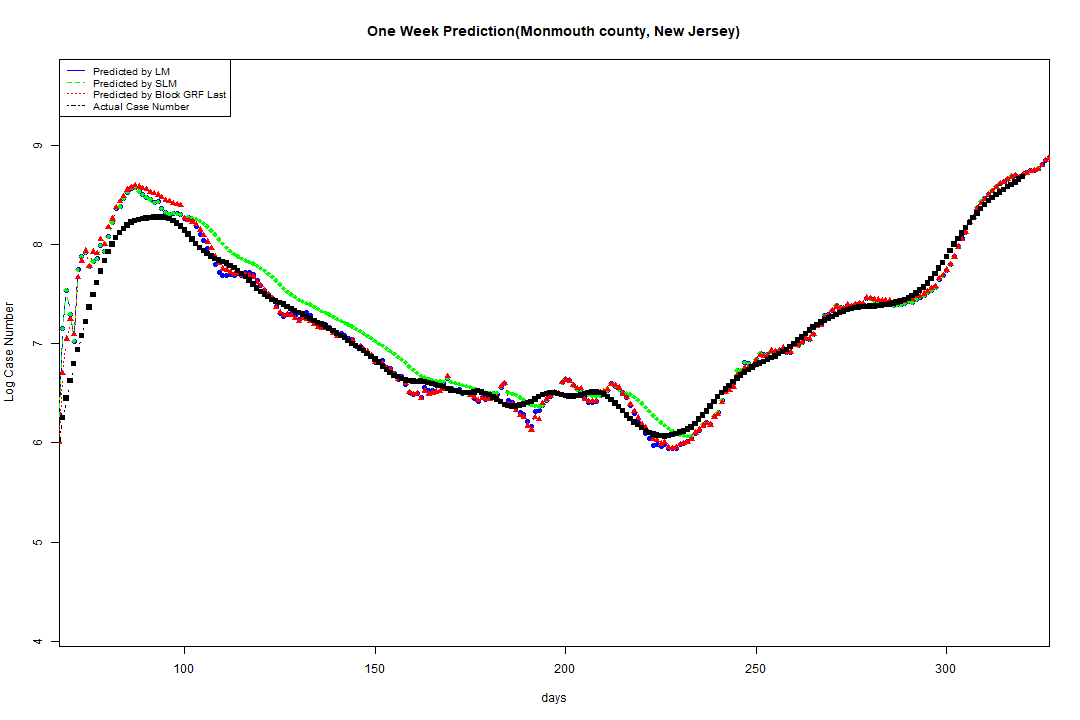 One Week Prediction(Monmouth county, New Jersey)
Predicted by LM
Predicted by SLM
Predicted by Block GRF Last
Actual Case Number
9
8
7
6
5
4
Log Case Number
100 150 200 250 300
days